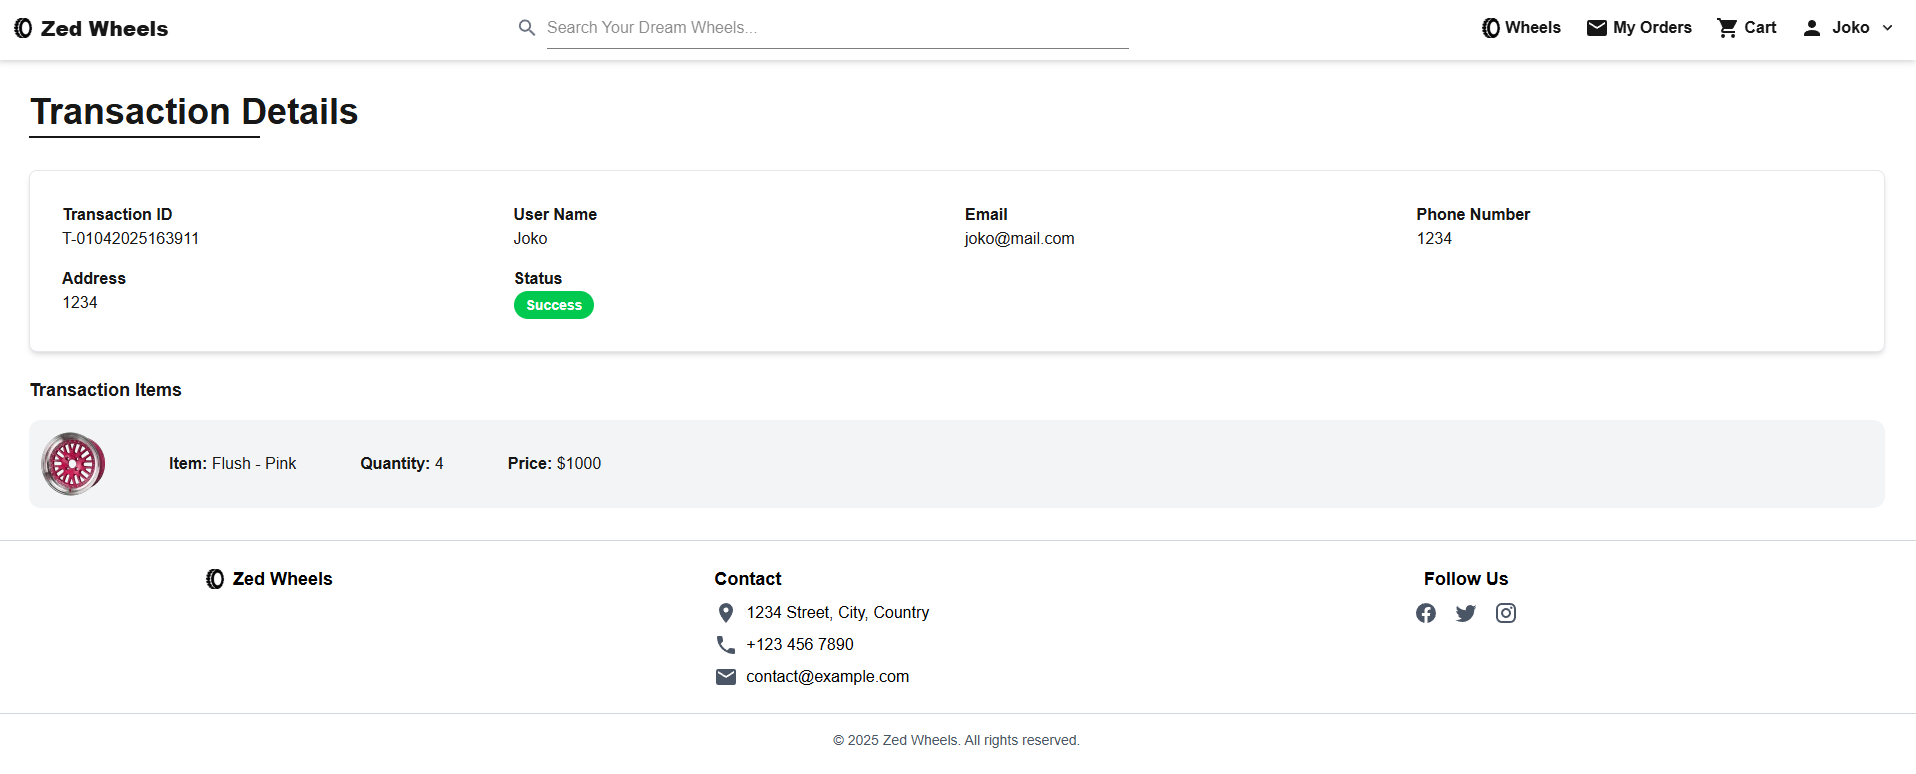 Zed Wheels
Search Your Dream Wheels...
Wheels
My Orders
Cart
Joko
Transaction Details
Transaction ID
T-01042025163911
User Name
Joko
Email
joko@mail.com
Phone Number
1234
Address
1234
Status
Success
Transaction Items
Item: Flush - Pink
Quantity: 4
Price: $1000
Zed Wheels
Contact
1234 Street, City, Country
+123 456 7890
contact@example.com
Follow Us
© 2025 Zed Wheels. All rights reserved.